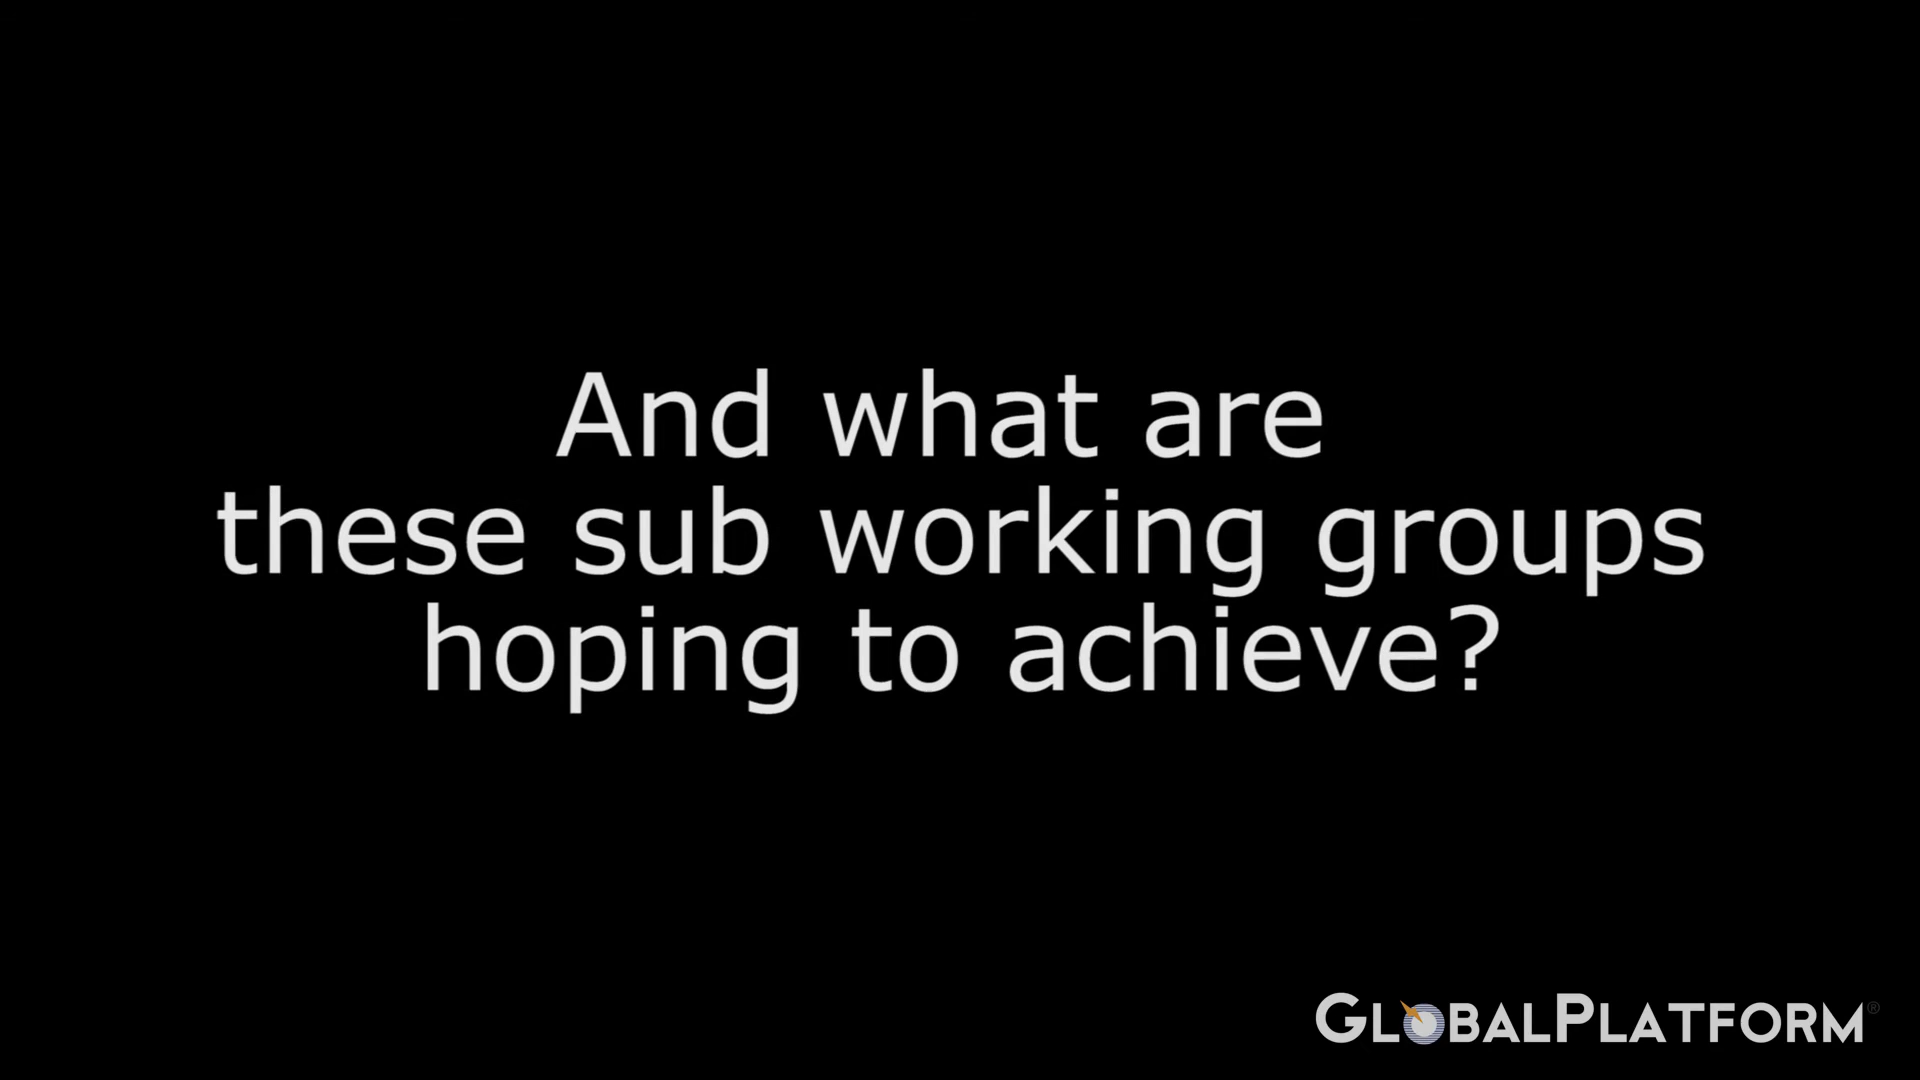 And what are
these sub working groups
hoping to achieve?
GLOBALPLATFORM®